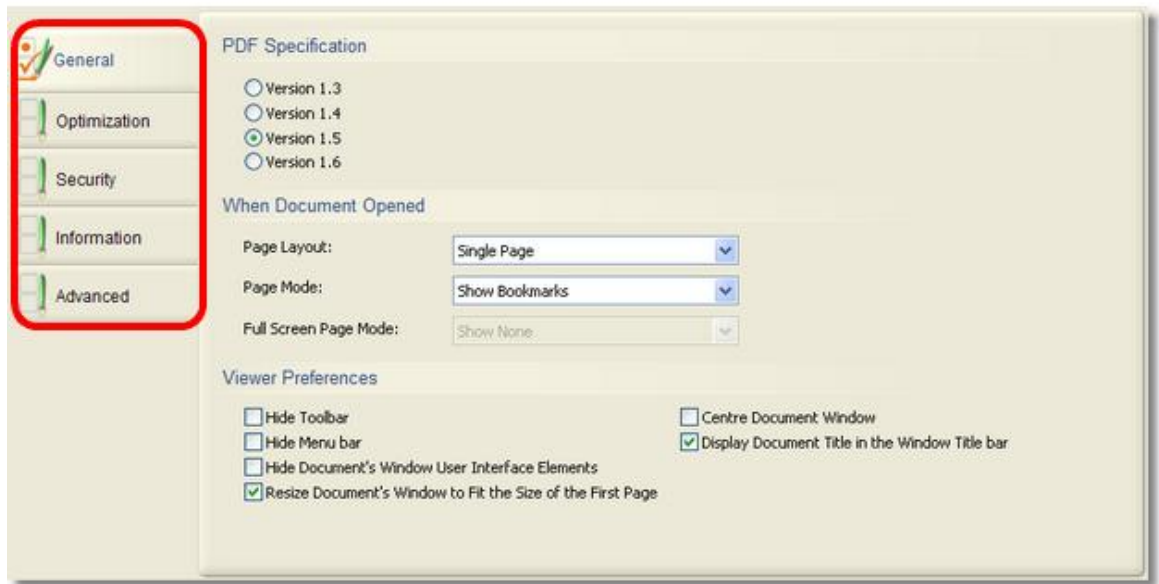 General
Optimization
Security
Information
Advanced
PDF Specification
Version 1.3
Version 1.4
Version 1.5
Version 1.6
When Document Opened
Page Layout: Single Page
Page Mode: Show Bookmarks
Full Screen Page Mode: Show None
Viewer Preferences
Hide Toolbar
Hide Menu bar
Hide Document's Window User Interface Elements
Resize Document's Window to Fit the Size of the First Page
Centre Document Window
Display Document Title in the Window Title bar